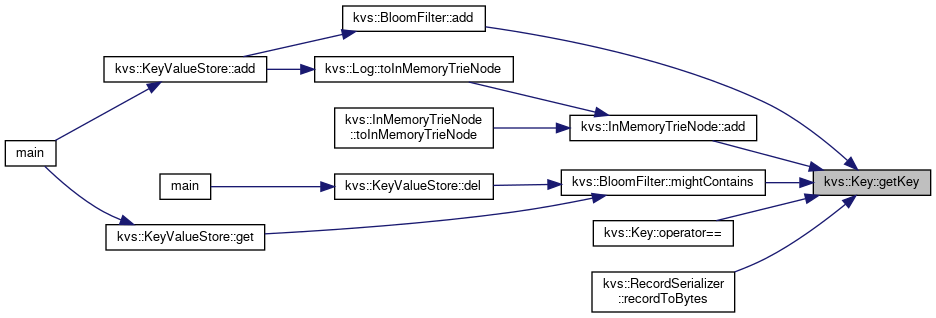 kvs::BloomFilter::add
kvs::KeyValueStore::add
kvs::Log::toInMemoryTrieNode
kvs::InMemoryTrieNode
::toInMemoryTrieNode
kvs::InMemoryTrieNode::add
main
main
kvs::KeyValueStore::del
kvs::BloomFilter::mightContains
kvs::Key::getKey
kvs::KeyValueStore::get
kvs::Key::operator==
kvs::RecordSerializer
::recordToBytes